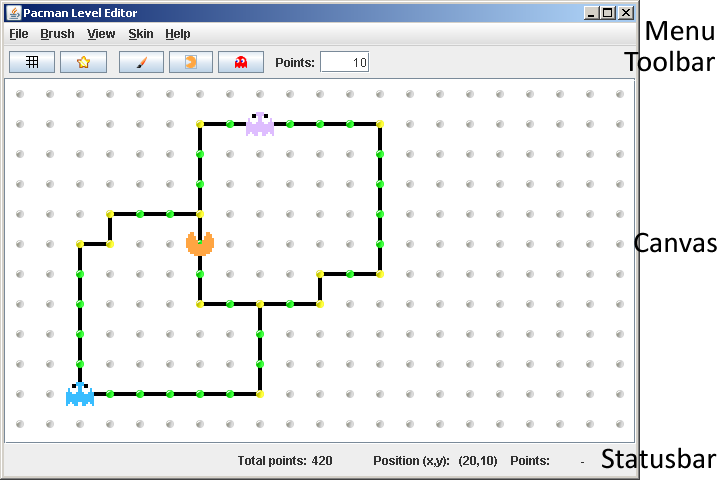 Pacman Level Editor
File Brush View Skin Help
Menu
Points: 10
Toolbar
Canvas
Total points: 420 Position (x,y): (20,10) Points: -
Statusbar